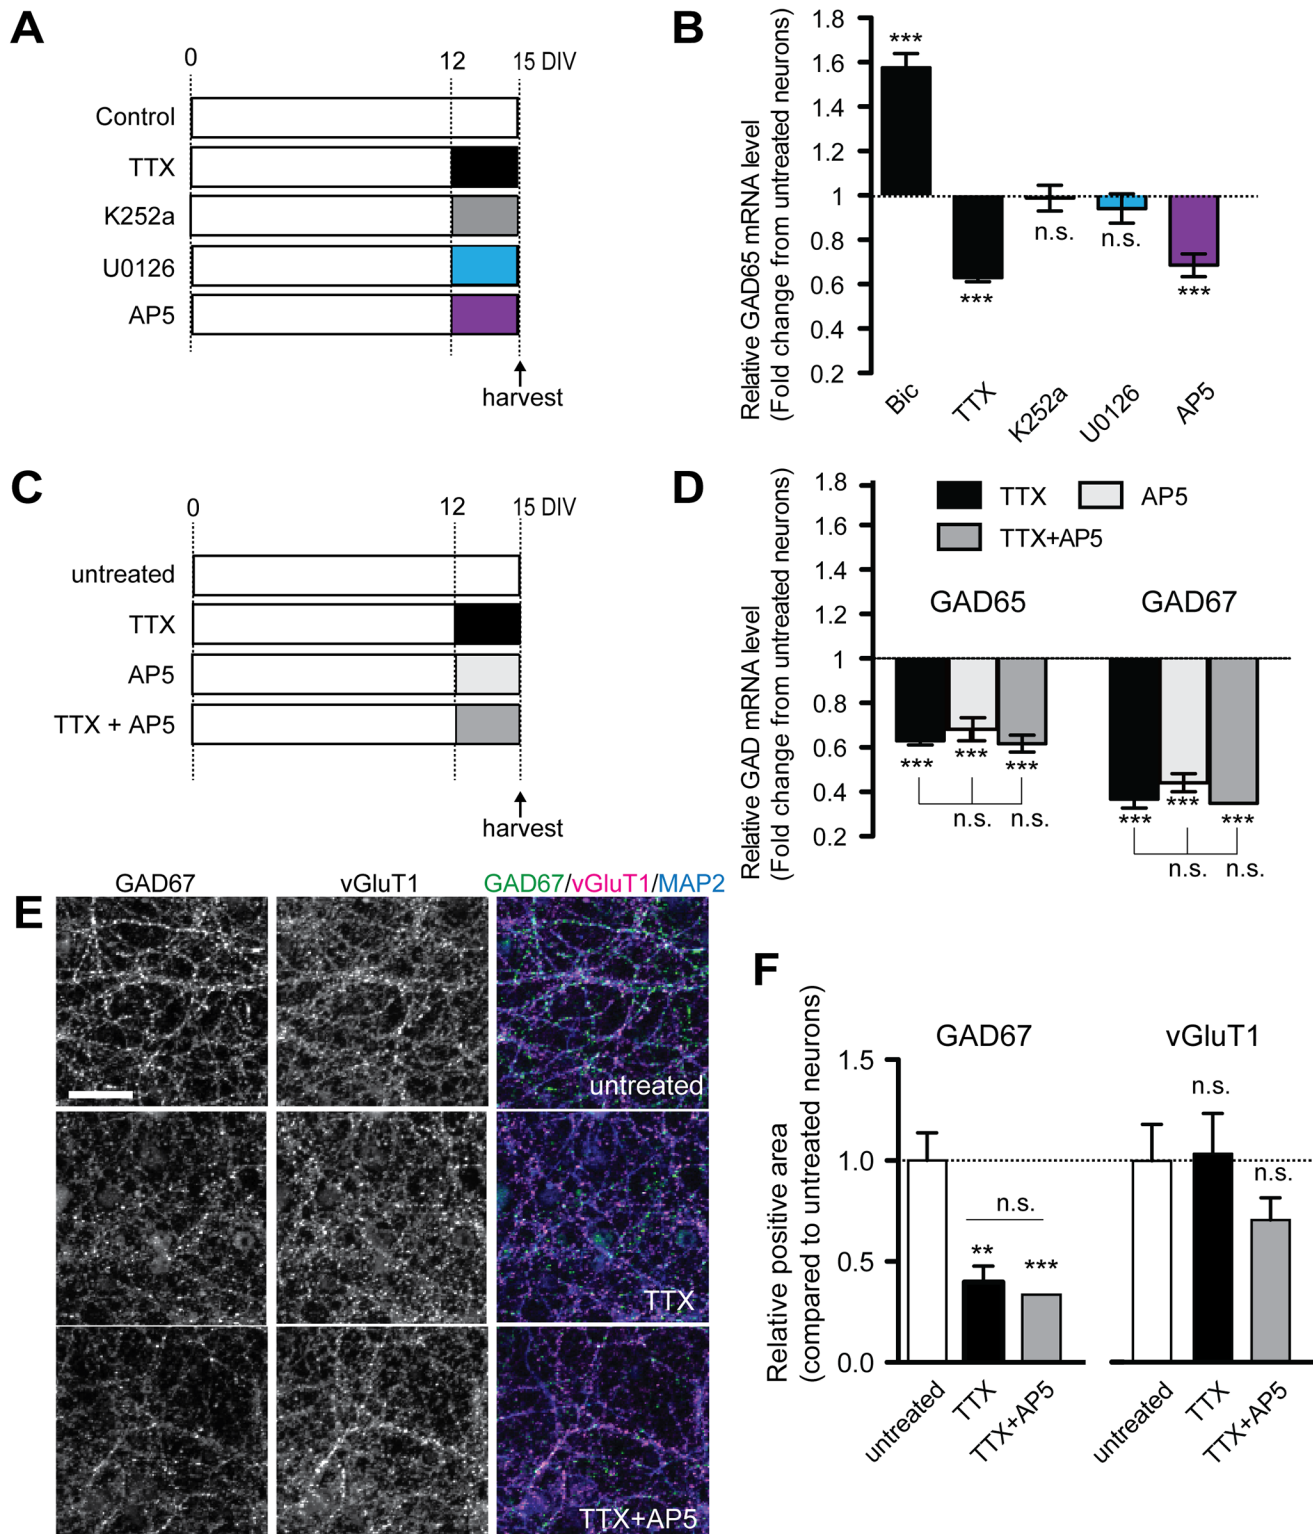 A
0
12
15 DIV
Control
TTX
K252a
U0126
AP5
harvest
B
Relative GAD65 mRNA level
(Fold change from untreated neurons)
1.8
1.6
1.4
1.2
1
0.8
0.6
0.4
0.2
***
***
n.s.
n.s.
***
Bic
TTX
K252a
U0126
AP5
C
0
12
15 DIV
untreated
TTX
AP5
TTX + AP5
harvest
D
Relative GAD mRNA level
(Fold change from untreated neurons)
1.8
1.6
1.4
1.2
1
0.8
0.6
0.4
0.2
TTX
AP5
TTX+AP5
GAD65
GAD67
***
***
***
n.s.
n.s.
***
***
***
n.s.
n.s.
E
GAD67
vGluT1
GAD67/vGluT1/MAP2
untreated
TTX
TTX+AP5
F
Relative positive area
(compared to untreated neurons)
GAD67
vGluT1
1.5
1.0
0.5
0.0
n.s.
**
***
n.s.
n.s.
untreated
TTX
TTX+AP5
untreated
TTX
TTX+AP5